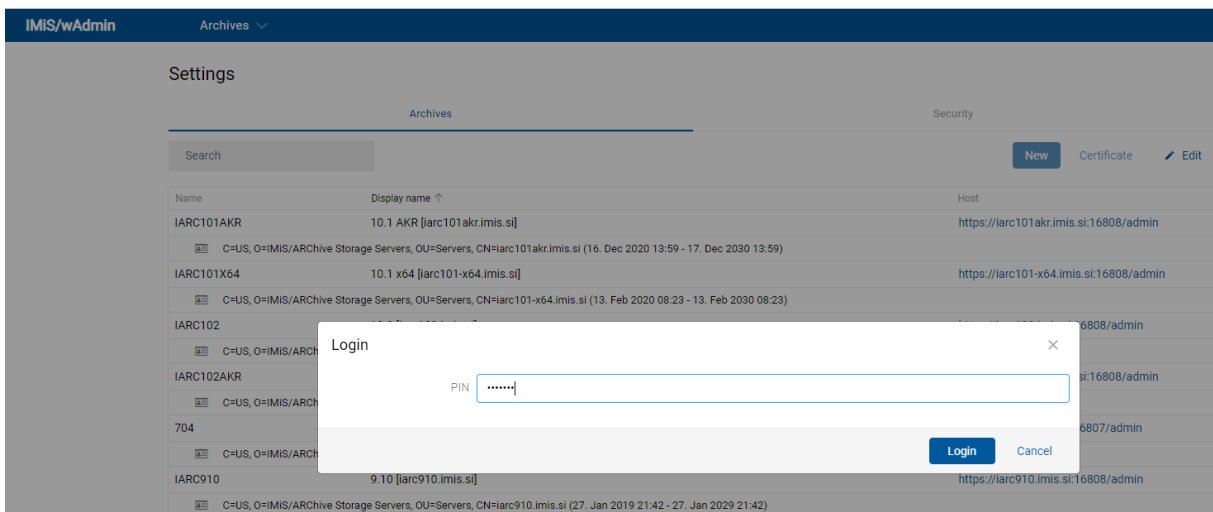 IMiS/wAdmin Archives
Settings
Archives Security
Search New Certificate Edit
Name Display name ↑ Host
IARC101AKR 10.1 AKR [iarc101akr.imis.si] https://iarc101akr.imis.si:16808/admin
C=US, O=IMiS/ARChive Storage Servers, OU=Servers, CN=iarc101akr.imis.si (16. Dec 2020 13:59 - 17. Dec 2030 13:59)
IARC101X64 10.1 x64 [iarc101-x64.imis.si] https://iarc101-x64.imis.si:16808/admin
C=US, O=IMiS/ARChive Storage Servers, OU=Servers, CN=iarc101-x64.imis.si (13. Feb 2020 08:23 - 13. Feb 2030 08:23)
IARC102 6808/admin
Login
C=US, O=IMiS/ARCh
IARC102AKR si:16808/admin
PIN •••••••
C=US, O=IMiS/ARCh
704 6807/admin
Login Cancel
C=US, O=IMiS/ARCh
IARC910 9.10 [iarc910.imis.si] https://iarc910.imis.si:16808/admin
C=US, O=IMiS/ARChive Storage Servers, OU=Servers, CN=iarc910.imis.si (27. Jan 2019 21:42 - 27. Jan 2029 21:42)